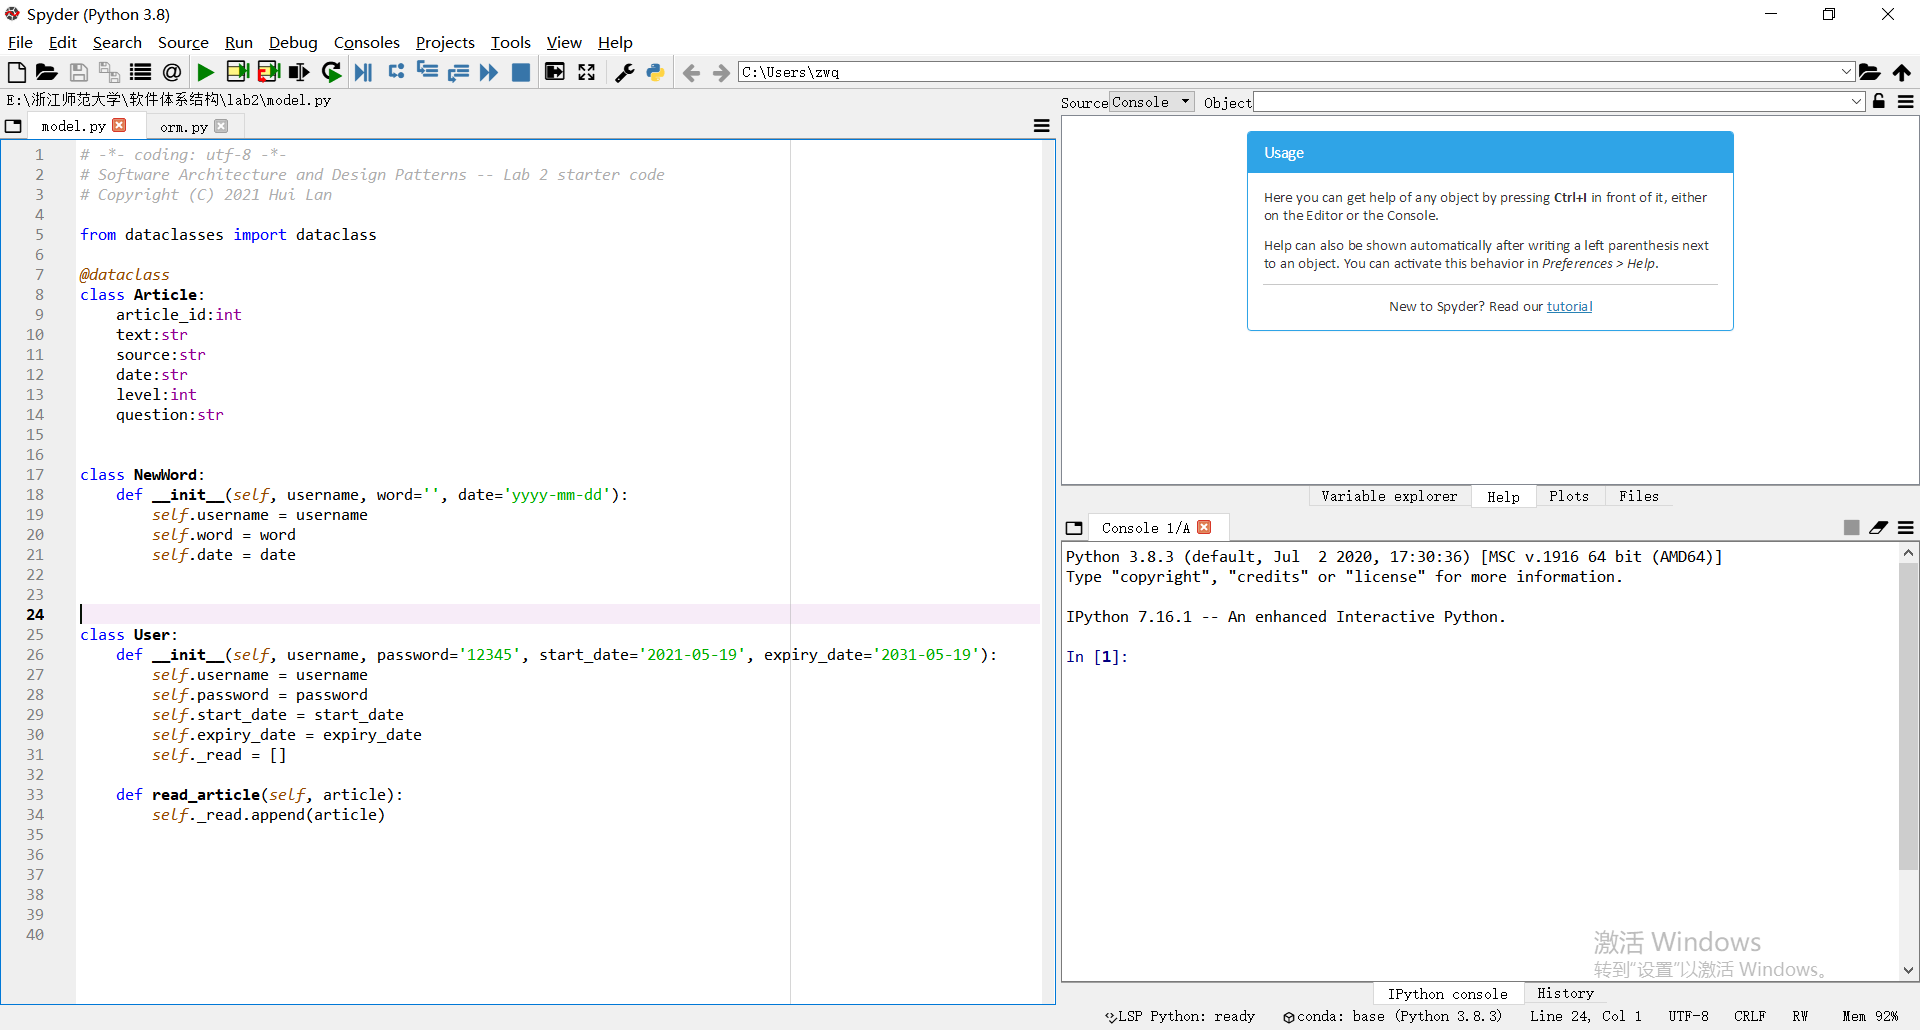 Spyder (Python 3.8)
File Edit Search Source Run Debug Consoles Projects Tools View Help
C:\Users\zwq
E:\浙江师范大学\软件体系结构\lab2\model.py
model.py orm.py
1 # -*- coding: utf-8 -*-
2 # Software Architecture and Design Patterns -- Lab 2 starter code
3 # Copyright (C) 2021 Hui Lan
4
5 from dataclasses import dataclass
6
7 @dataclass
8 class Article:
9 article_id:int
10 text:str
11 source:str
12 date:str
13 level:int
14 question:str
15
16
17 class NewWord:
18 def __init__(self, username, word='', date='yyyy-mm-dd'):
19 self.username = username
20 self.word = word
21 self.date = date
22
23
24
25 class User:
26 def __init__(self, username, password='12345', start_date='2021-05-19', expiry_date='2031-05-19'):
27 self.username = username
28 self.password = password
29 self.start_date = start_date
30 self.expiry_date = expiry_date
31 self._read = []
32
33 def read_article(self, article):
34 self._read.append(article)
35
36
37
38
39
40
Source Console Object
Usage
Here you can get help of any object by pressing Ctrl+I in front of it, either
on the Editor or the Console.
Help can also be shown automatically after writing a left parenthesis next
to an object. You can activate this behavior in Preferences > Help.
New to Spyder? Read our tutorial
Variable explorer Help Plots Files
Console 1/A
Python 3.8.3 (default, Jul  2 2020, 17:30:36) [MSC v.1916 64 bit (AMD64)]
Type "copyright", "credits" or "license" for more information.
IPython 7.16.1 -- An enhanced Interactive Python.
In [1]:
激活 Windows
转到"设置"以激活 Windows。
IPython console History
LSP Python: ready conda: base (Python 3.8.3) Line 24, Col 1 UTF-8 CRLF RW Mem 92%